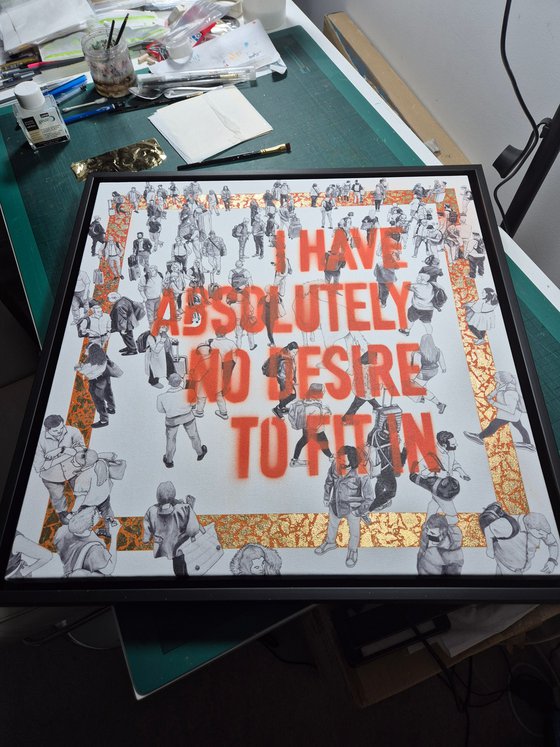 I HAVE
ABSOLUTELY
NO DESIRE
TO FIT IN